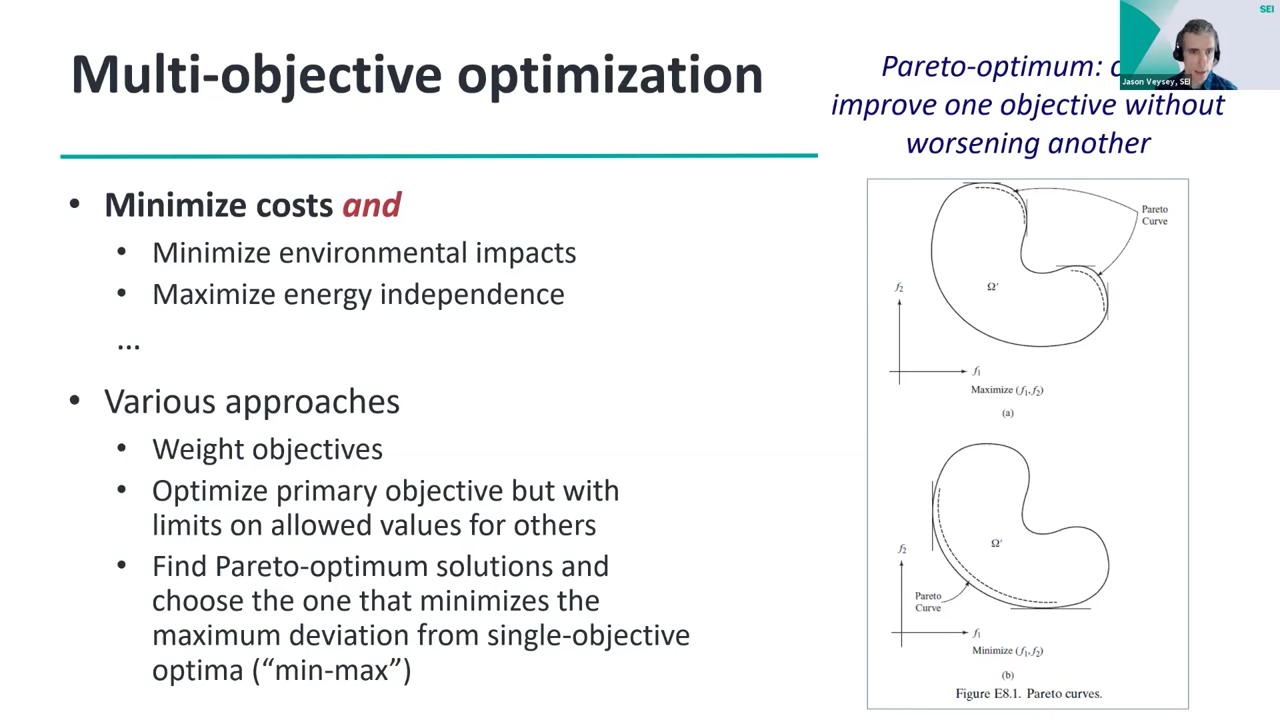 Multi-objective optimization
Pareto-optimum:
improve one objective without
worsening another
SEI
Jason Veysey, SEI
• Minimize costs and
• Minimize environmental impacts
• Maximize energy independence
...
• Various approaches
• Weight objectives
• Optimize primary objective but with
limits on allowed values for others
• Find Pareto-optimum solutions and
choose the one that minimizes the
maximum deviation from single-objective
optima (“min-max”)
Pareto
Curve
f₂
Ω′
f₁
Maximize (f₁,f₂)
(a)
f₂
Ω′
Pareto
Curve
f₁
Minimize (f₁,f₂)
(b)
Figure E8.1. Pareto curves.